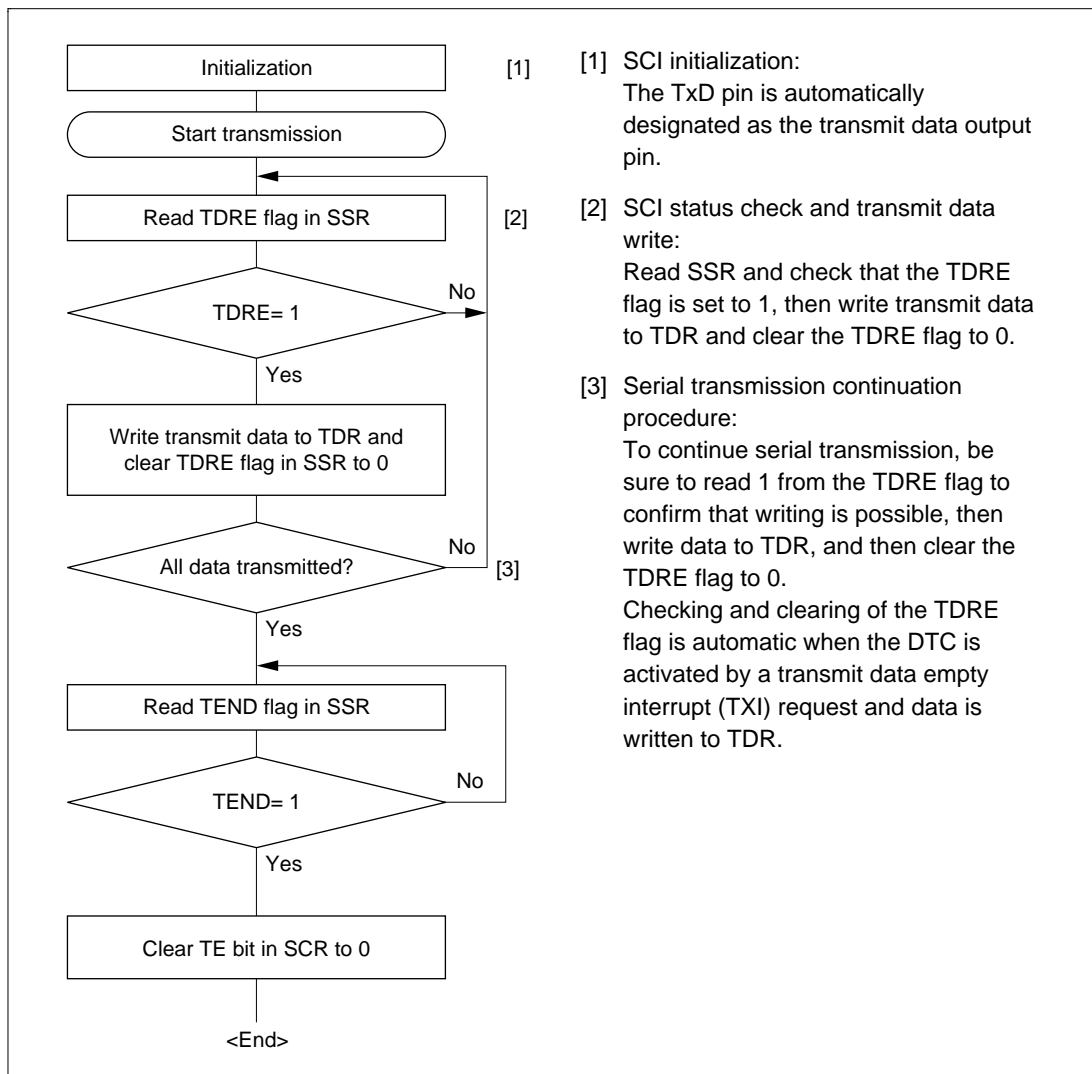 Initialization
[1]
Start transmission
Read TDRE flag in SSR
[2]
TDRE= 1
No
Yes
Write transmit data to TDR and
clear TDRE flag in SSR to 0
All data transmitted?
No
[3]
Yes
Read TEND flag in SSR
TEND= 1
No
Yes
Clear TE bit in SCR to 0
<End>
[1] SCI initialization:
The TxD pin is automatically
designated as the transmit data output
pin.
[2] SCI status check and transmit data
write:
Read SSR and check that the TDRE
flag is set to 1, then write transmit data
to TDR and clear the TDRE flag to 0.
[3] Serial transmission continuation
procedure:
To continue serial transmission, be
sure to read 1 from the TDRE flag to
confirm that writing is possible, then
write data to TDR, and then clear the
TDRE flag to 0.
Checking and clearing of the TDRE
flag is automatic when the DTC is
activated by a transmit data empty
interrupt (TXI) request and data is
written to TDR.